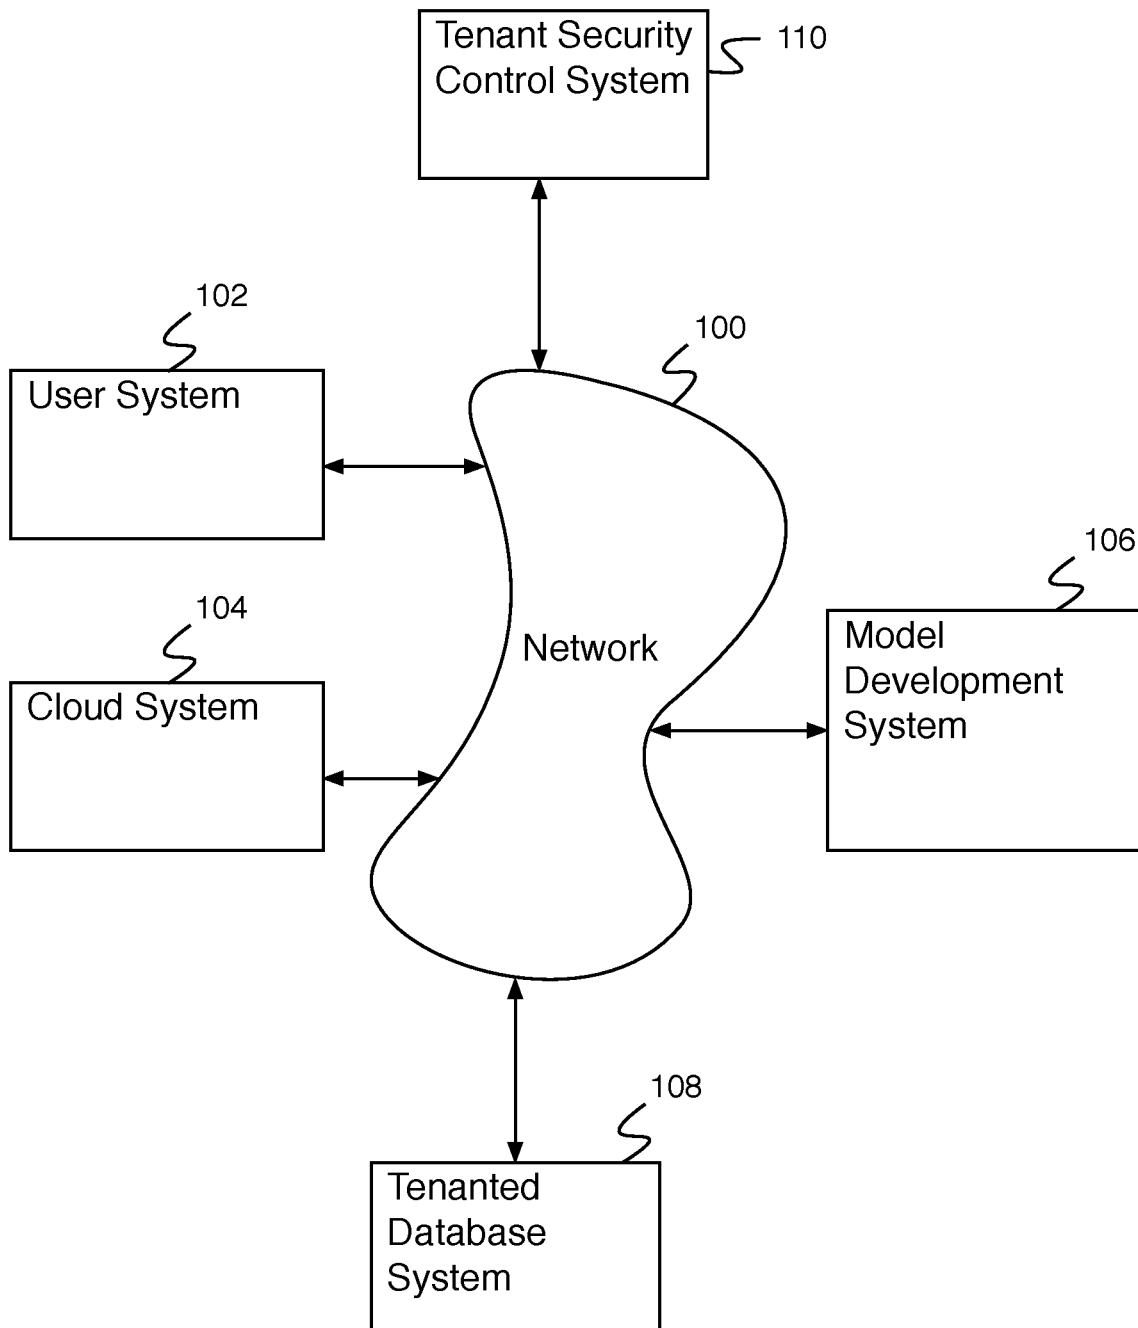 Tenant Security
Control System
110
102
100
User System
106
104
Model
Development
System
Network
Cloud System
108
Tenanted
Database
System